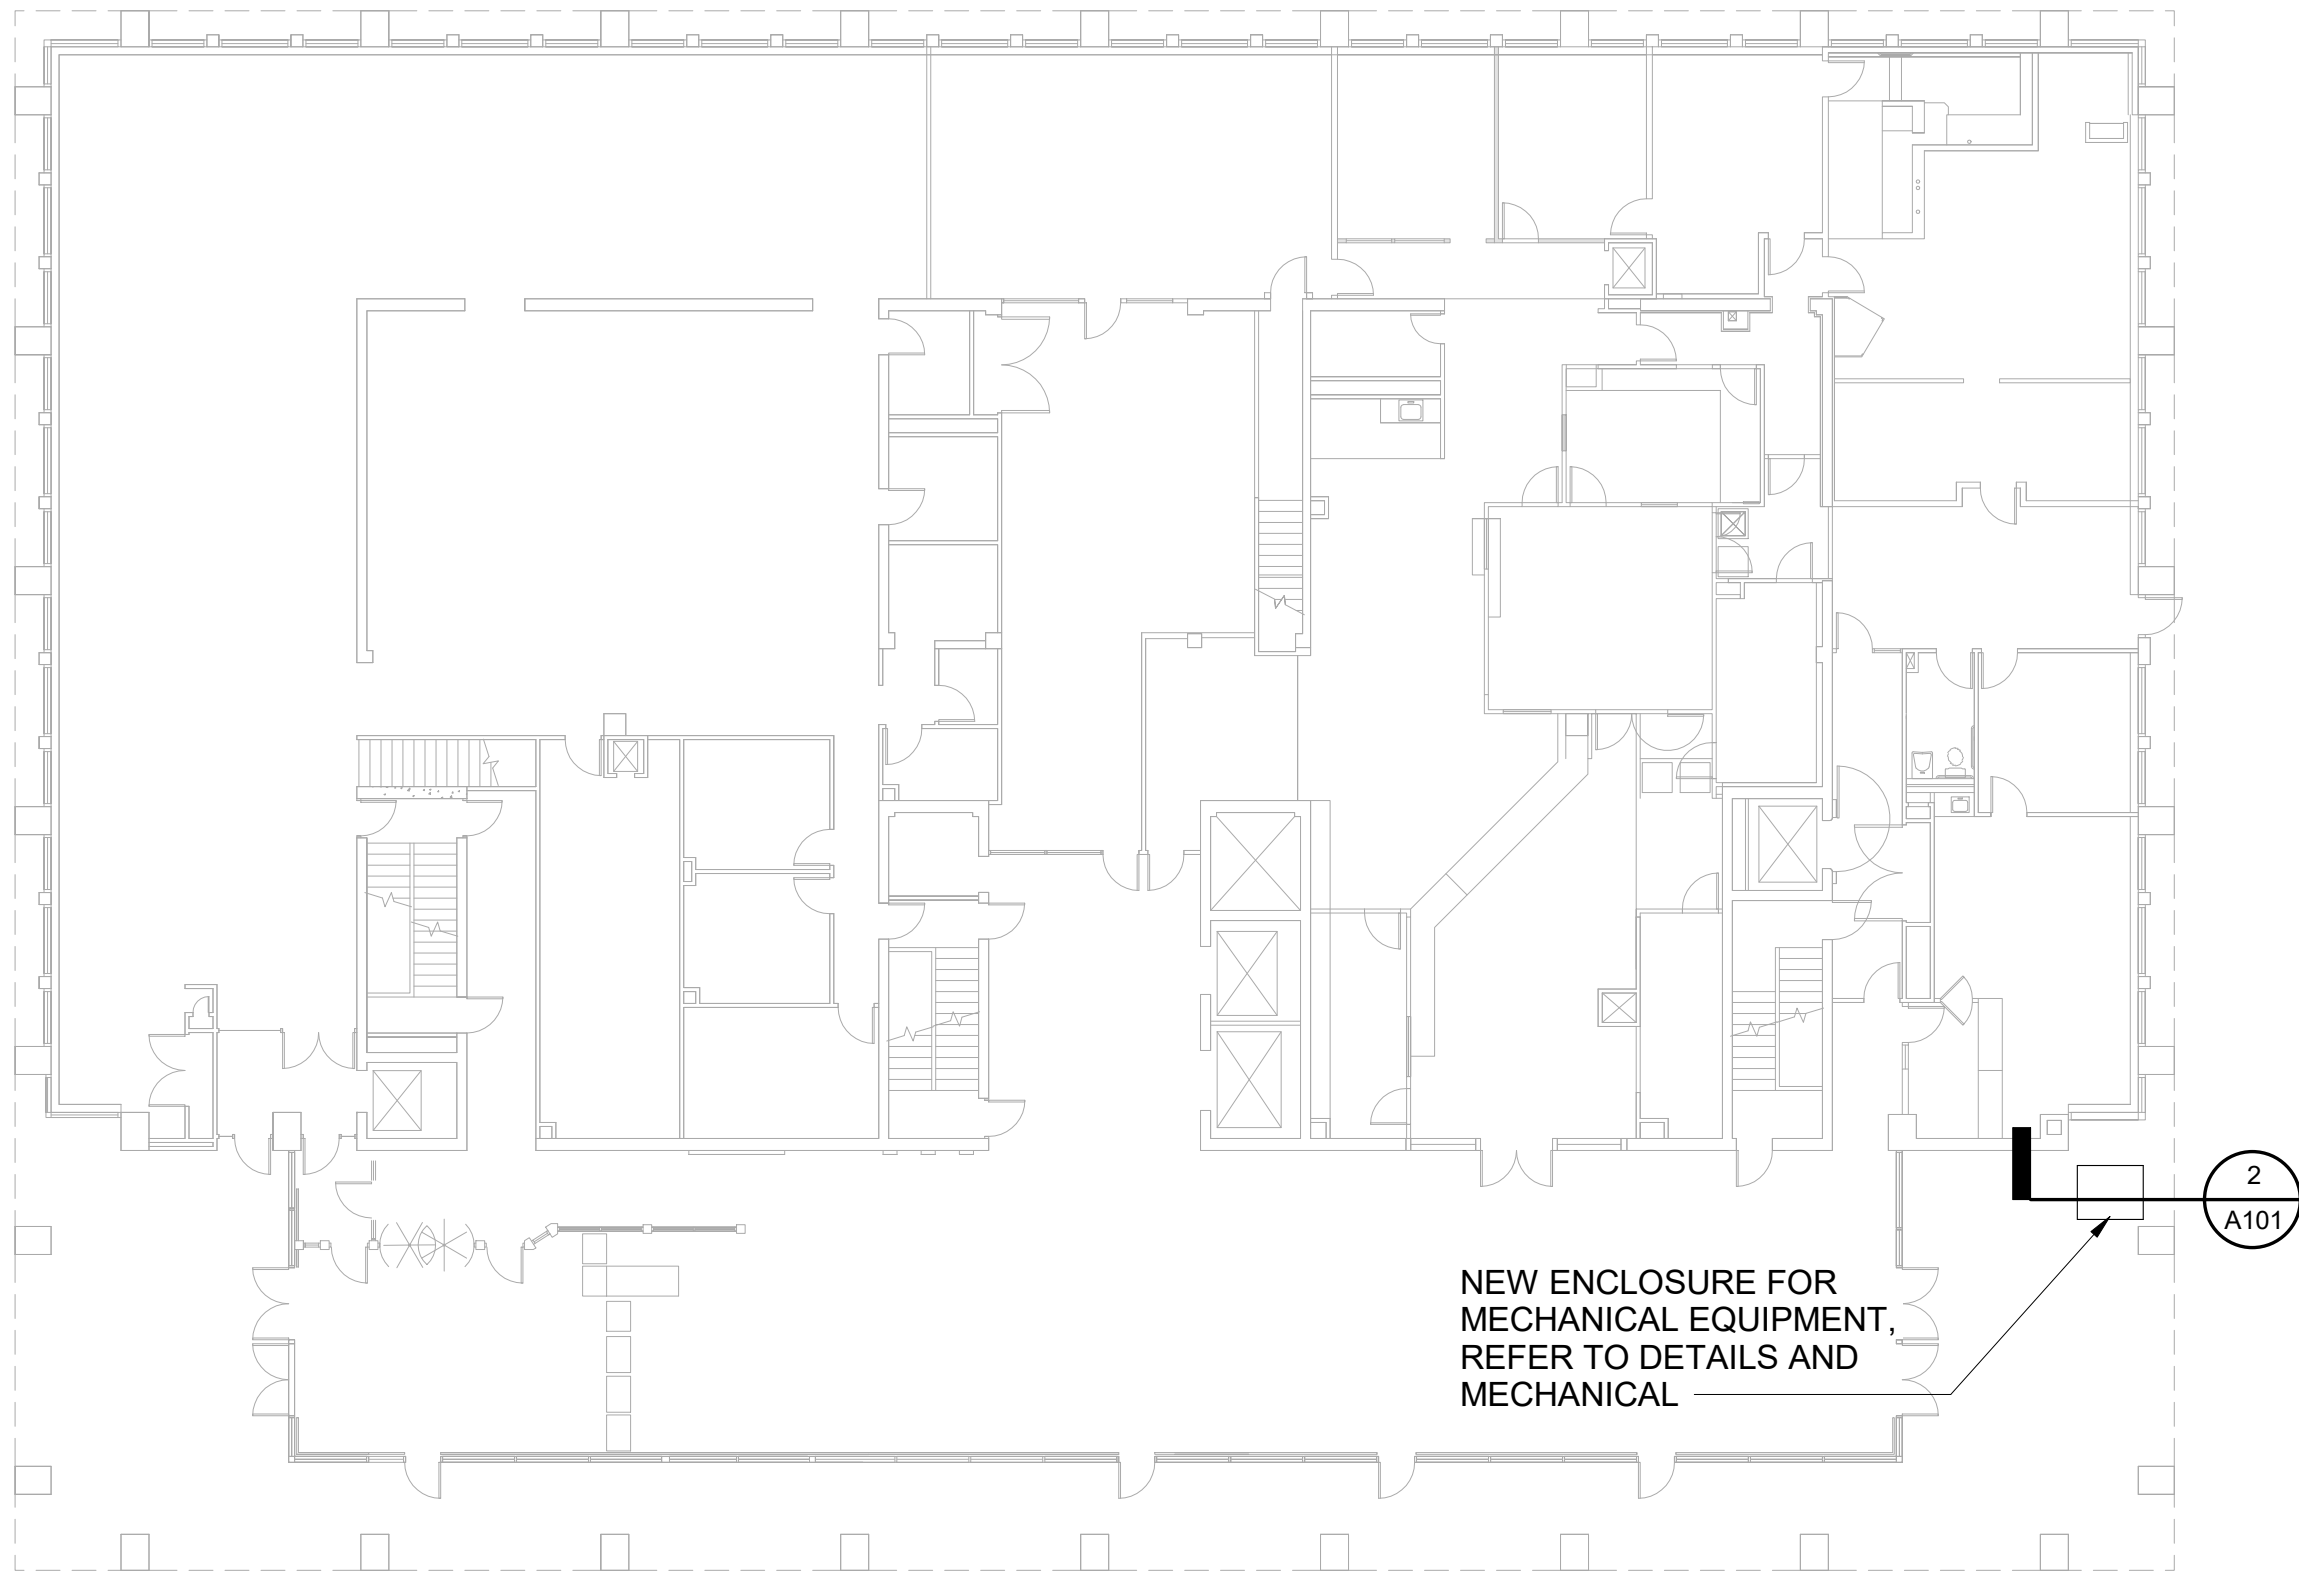 2
A101
NEW ENCLOSURE FOR
MECHANICAL EQUIPMENT,
REFER TO DETAILS AND
MECHANICAL